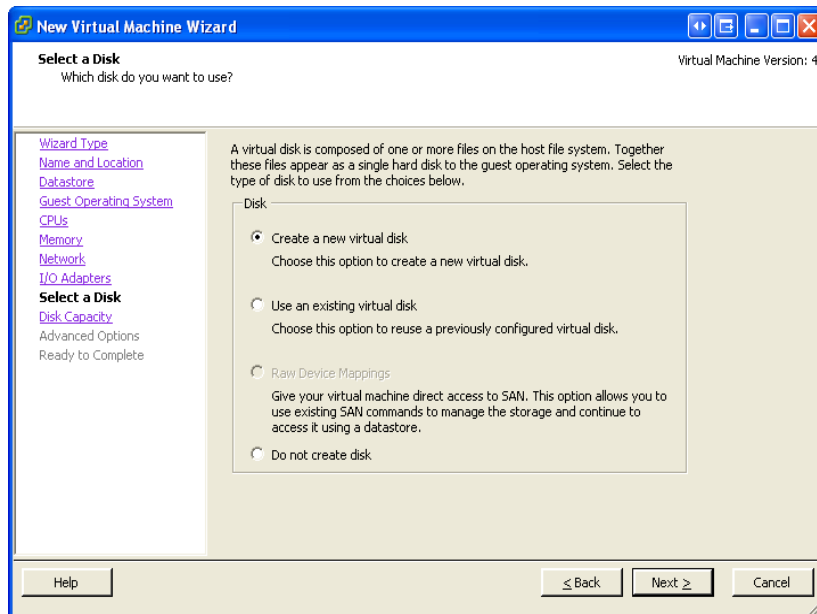 New Virtual Machine Wizard
Select a Disk
Which disk do you want to use?
Virtual Machine Version: 4
Wizard Type
Name and Location
Datastore
Guest Operating System
CPUs
Memory
Network
I/O Adapters
Select a Disk
Disk Capacity
Advanced Options
Ready to Complete
A virtual disk is composed of one or more files on the host file system. Together
these files appear as a single hard disk to the guest operating system. Select the
type of disk to use from the choices below.
Disk
Create a new virtual disk
Choose this option to create a new virtual disk.
Use an existing virtual disk
Choose this option to reuse a previously configured virtual disk.
Raw Device Mappings
Give your virtual machine direct access to SAN. This option allows you to
use existing SAN commands to manage the storage and continue to
access it using a datastore.
Do not create disk
Help
< Back
Next >
Cancel